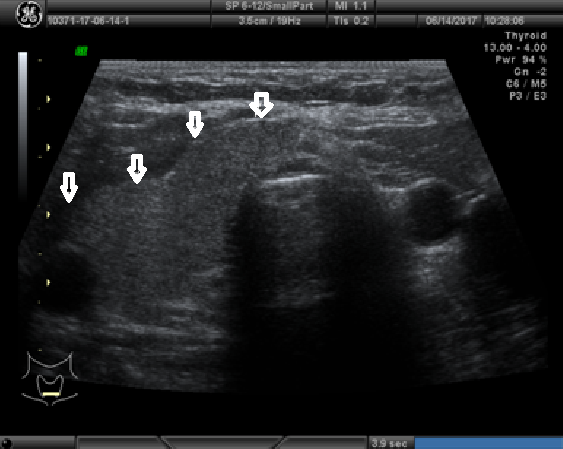 SP 6-12/SmallPart MI 1.1
10371-17-06-14-1 3.5cm / 19Hz TIs 0.2 06/14/2017 10:28:06
Thyroid
13.00 - 4.00
Pwr 94 %
Gn -2
C6 / M5
P3 / E3
3.9 sec